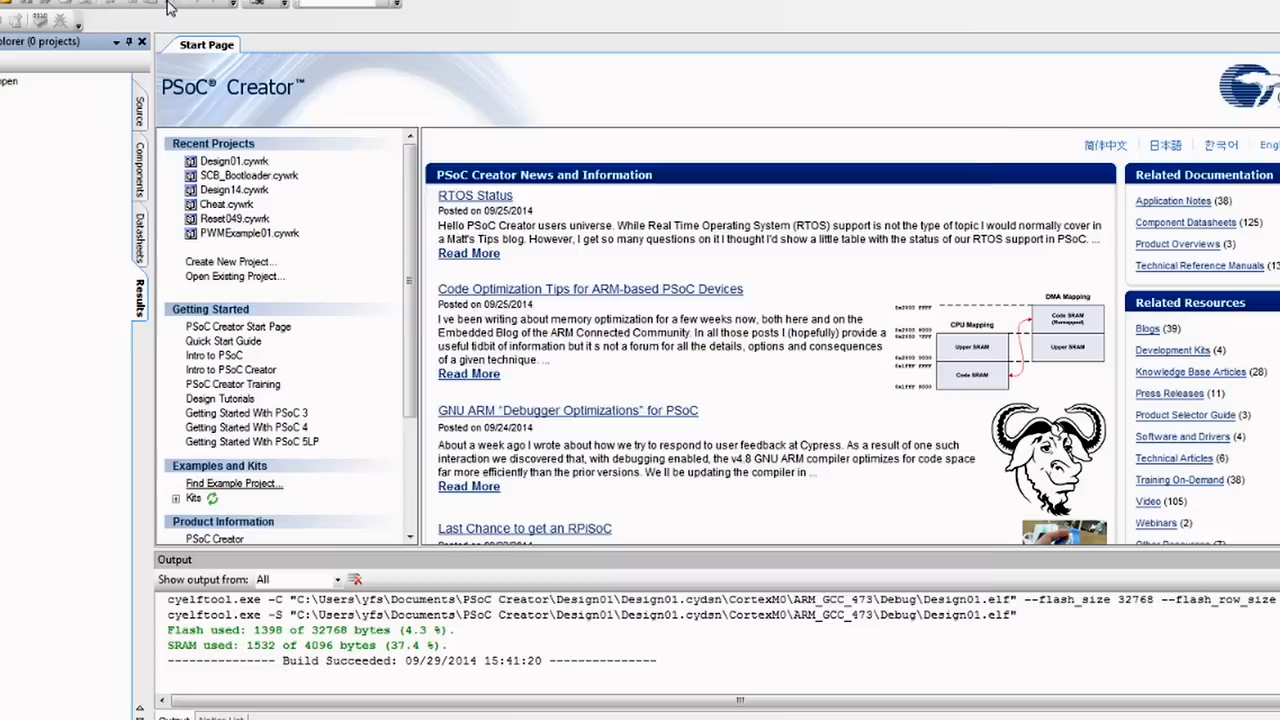 plorer (0 projects)
open
Source
Components
Datasheets
Results
Start Page
PSoC® Creator™
Recent Projects
Design01.cywrk
SCB_Bootloader.cywrk
Design14.cywrk
Cheat.cywrk
Reset049.cywrk
PWMExample01.cywrk
Create New Project...
Open Existing Project...
Getting Started
PSoC Creator Start Page
Quick Start Guide
Intro to PSoC
Intro to PSoC Creator
PSoC Creator Training
Design Tutorials
Getting Started With PSoC 3
Getting Started With PSoC 4
Getting Started With PSoC 5LP
Examples and Kits
Find Example Project...
Kits
Product Information
PSoC Creator
简体中文 日本語 한국어 Eng
PSoC Creator News and Information
RTOS Status
Posted on 09/25/2014
Hello PSoC Creator users universe. While Real Time Operating System (RTOS) support is not the type of topic I would normally cover in
a Matt's Tips blog. However, I get so many questions on it I thought I'd show a little table with the status of our RTOS support in PSoC. ...
Read More
Code Optimization Tips for ARM-based PSoC Devices
Posted on 09/25/2014
I've been writing about memory optimization for a few weeks now, both here and on the
Embedded Blog of the ARM Connected Community. In all those posts I (hopefully) provide a
useful tidbit of information but it s not a forum for all the details, options and consequences
of a given technique. ...
Read More
DMA Mapping
CPU Mapping
Code SRAM
(Remapped)
Upper SRAM
Upper SRAM
Code SRAM
GNU ARM "Debugger Optimizations" for PSoC
Posted on 09/24/2014
About a week ago I wrote about how we try to respond to user feedback at Cypress. As a result of one such
interaction we discovered that, with debugging enabled, the v4.8 GNU ARM compiler optimizes for code space
far more efficiently than the prior versions. We ll be updating the compiler in ...
Read More
Last Chance to get an RPiSoC
Related Documentation
Application Notes (38)
Component Datasheets (125)
Product Overviews (3)
Technical Reference Manuals (13
Related Resources
Blogs (39)
Development Kits (4)
Knowledge Base Articles (28)
Press Releases (11)
Product Selector Guide (3)
Software and Drivers (4)
Technical Articles (6)
Training On-Demand (38)
Video (105)
Webinars (2)
Output
Show output from: All
cyelftool.exe -C "C:\Users\yfs\Documents\PSoC Creator\Design01\Design01.cydsn\CortexM0\ARM_GCC_473\Debug\Design01.elf" --flash_size 32768 --flash_row_size
cyelftool.exe -S "C:\Users\yfs\Documents\PSoC Creator\Design01\Design01.cydsn\CortexM0\ARM_GCC_473\Debug\Design01.elf"
Flash used: 1398 of 32768 bytes (4.3 %).
SRAM used: 1532 of 4096 bytes (37.4 %).
--------------- Build Succeeded: 09/29/2014 15:41:20 ---------------
Output
Notice List